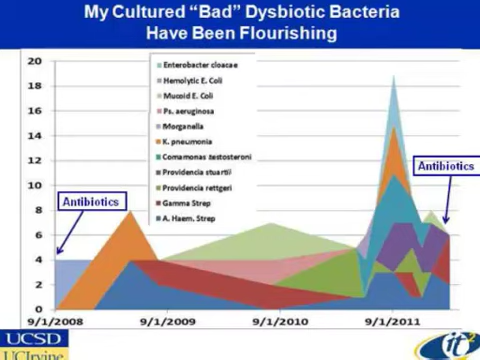 My Cultured “Bad” Dysbiotic Bacteria
Have Been Flourishing
20
18
16
14
12
10
8
6
4
2
0
Enterobacter cloacae
Hemolytic E. Coli
Mucoid E. Coli
Ps. aeruginosa
Morganella
K. pneumonia
Comamonas testosteroni
Providencia stuartii
Providencia rettgeri
Gamma Strep
A. Haem. Strep
Antibiotics
Antibiotics
9/1/2008
9/1/2009
9/1/2010
9/1/2011
UCSD
UCIrvine
it2